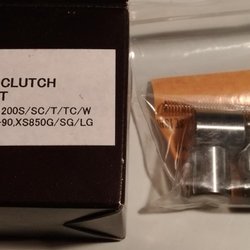 CLUTCH
T
200S/SC/T/TC/W
-90,XS850G/SG/LG